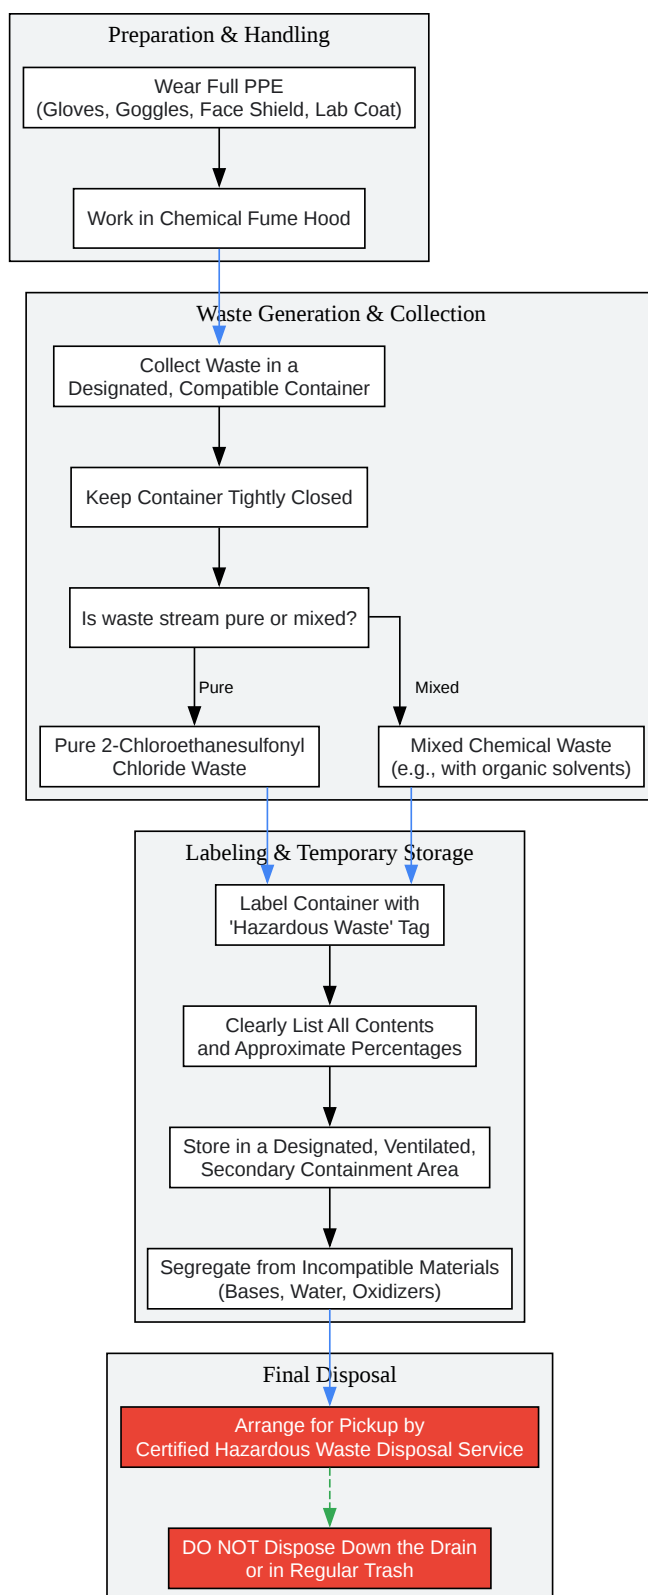 Preparation & Handling
Wear Full PPE
(Gloves, Goggles, Face Shield, Lab Coat)
Work in Chemical Fume Hood
Waste Generation & Collection
Collect Waste in a
Designated, Compatible Container
Keep Container Tightly Closed
Is waste stream pure or mixed?
Pure
Mixed
Pure 2-Chloroethanesulfonyl
Chloride Waste
Mixed Chemical Waste
(e.g., with organic solvents)
Labeling & Temporary Storage
Label Container with
'Hazardous Waste' Tag
Clearly List All Contents
and Approximate Percentages
Store in a Designated, Ventilated,
Secondary Containment Area
Segregate from Incompatible Materials
(Bases, Water, Oxidizers)
Final Disposal
Arrange for Pickup by
Certified Hazardous Waste Disposal Service
DO NOT Dispose Down the Drain
or in Regular Trash